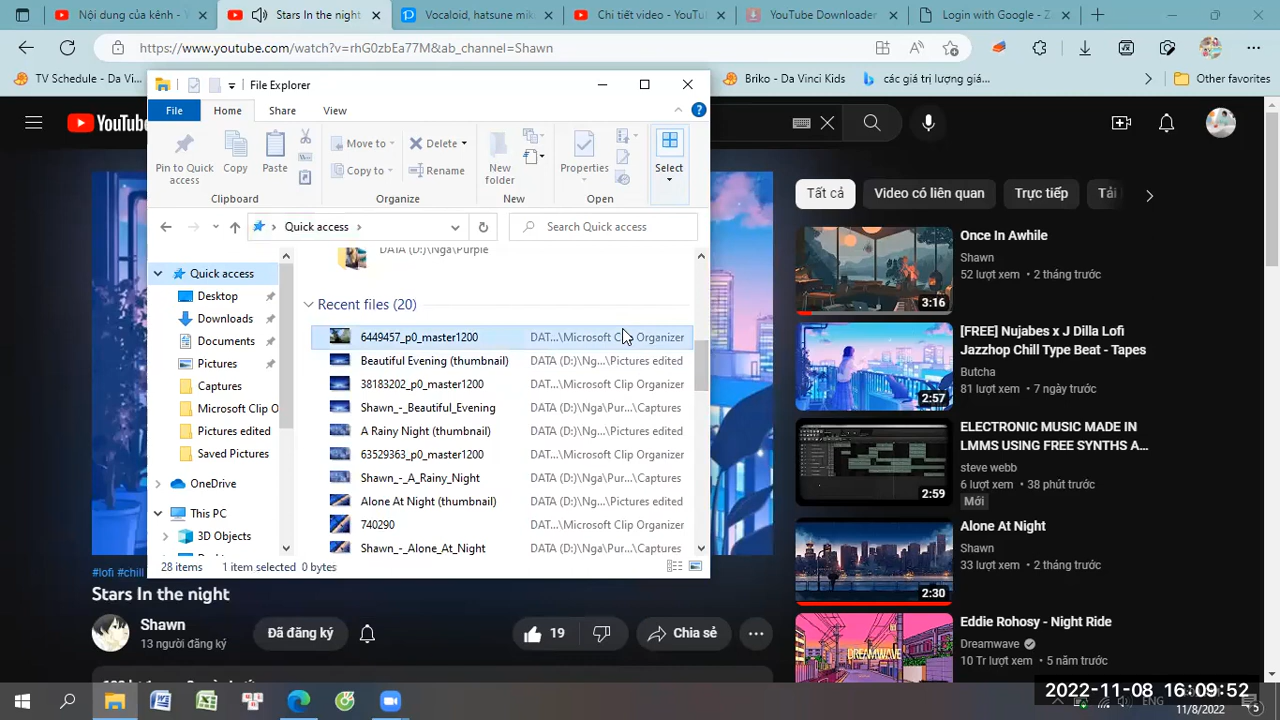 Nội dung của kênh - Y
Stars In the night
Vocaloid, hatsune mik
Chi tiết video - YouTub
YouTube Downloader
Login with Google - Z
https://www.youtube.com/watch?v=rhG0zbEa77M&ab_channel=Shawn
TV Schedule - Da Vi...
Briko - Da Vinci Kids
các giá trị lượng giá...
Other favorites
File Explorer
File
Home
Share
View
Pin to Quick access
Copy
Paste
Move to
Copy to
Delete
Rename
New folder
Properties
Select
Clipboard
Organize
New
Open
Quick access
Search Quick access
DATA (D:)\Nga\Purple
Quick access
Desktop
Downloads
Documents
Pictures
Captures
Microsoft Clip O
Pictures edited
Saved Pictures
OneDrive
This PC
3D Objects
Recent files (20)
6449457_p0_master1200 DAT...\Microsoft Clip Organizer
Beautiful Evening (thumbnail) DATA (D:)\Ng...\Pictures edited
38183202_p0_master1200 DAT...\Microsoft Clip Organizer
Shawn_-_Beautiful_Evening DATA (D:)\Nga\Pur...\Captures
A Rainy Night (thumbnail) DATA (D:)\Ng...\Pictures edited
63529363_p0_master1200 DAT...\Microsoft Clip Organizer
Shawn_-_A_Rainy_Night DATA (D:)\Nga\Pur...\Captures
Alone At Night (thumbnail) DATA (D:)\Ng...\Pictures edited
740290 DAT...\Microsoft Clip Organizer
Shawn_-_Alone_At_Night DATA (D:)\Nga\Pur...\Captures
28 items 1 item selected 0 bytes
YouTube
#lofi #chill
Stars In the night
Shawn
13 người đăng ký
Đã đăng ký
19
Chia sẻ
Tất cả
Video có liên quan
Trực tiếp
Tải
Once In Awhile
Shawn
52 lượt xem • 2 tháng trước
3:16
[FREE] Nujabes x J Dilla Lofi
Jazzhop Chill Type Beat - Tapes
Butcha
81 lượt xem • 7 ngày trước
2:57
ELECTRONIC MUSIC MADE IN
LMMS USING FREE SYNTHS A...
steve webb
6 lượt xem • 38 phút trước
Mới
2:59
Alone At Night
Shawn
33 lượt xem • 2 tháng trước
2:30
Eddie Rohosy - Night Ride
Dreamwave
10 Tr lượt xem • 5 năm trước
DREAMWAVE
2022-11-08 16:09:52
ENG
11/8/2022
5